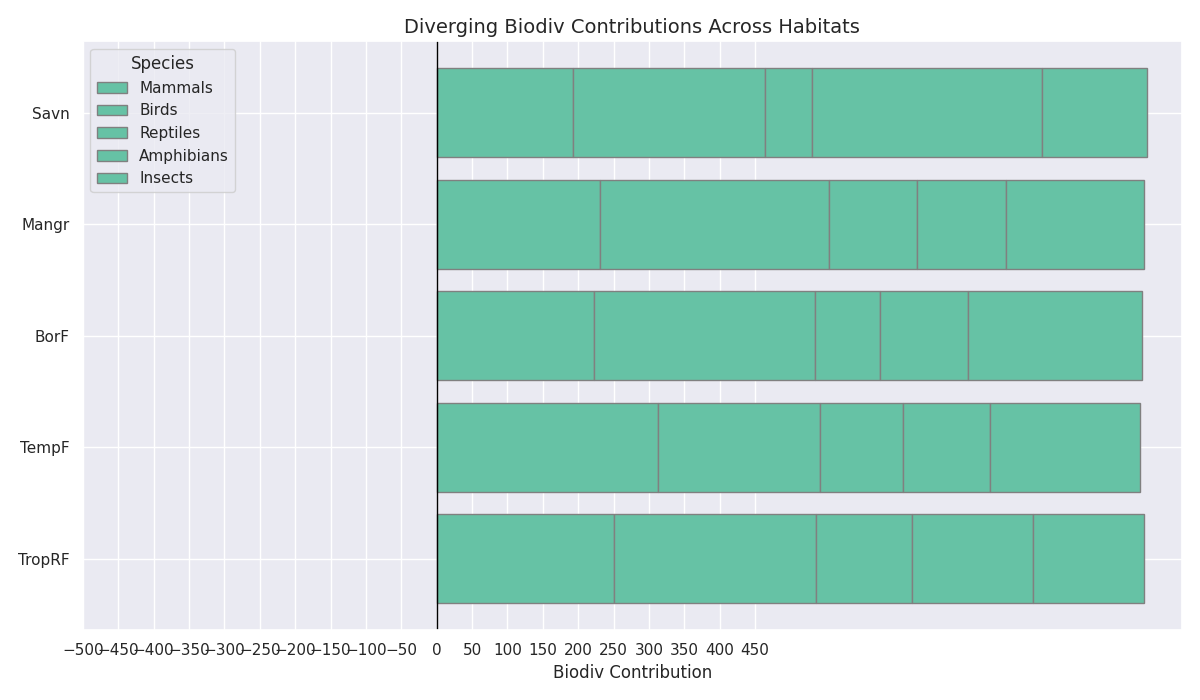 Diverging Biodiv Contributions Across Habitats
Species
Mammals
Birds
Reptiles
Amphibians
Insects
Savn
Mangr
BorF
TempF
TropRF
−500 −450 −400 −350 −300 −250 −200 −150 −100 −50 0 50 100 150 200 250 300 350 400 450
Biodiv Contribution